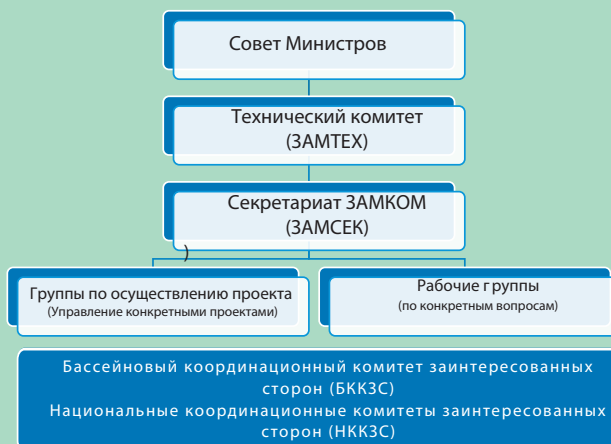 Совет Министров
Технический комитет
(ЗАМТЕХ)
Секретариат ЗАМКОМ
(ЗАМСЕК)
)
Группы по осуществлению проекта
(Управление конкретными проектами)
Рабочие группы
(по конкретным вопросам)
Бассейновый координационный комитет заинтересованных
сторон (БККЗС)
Национальные координационные комитеты заинтересованных
сторон (НККЗС)